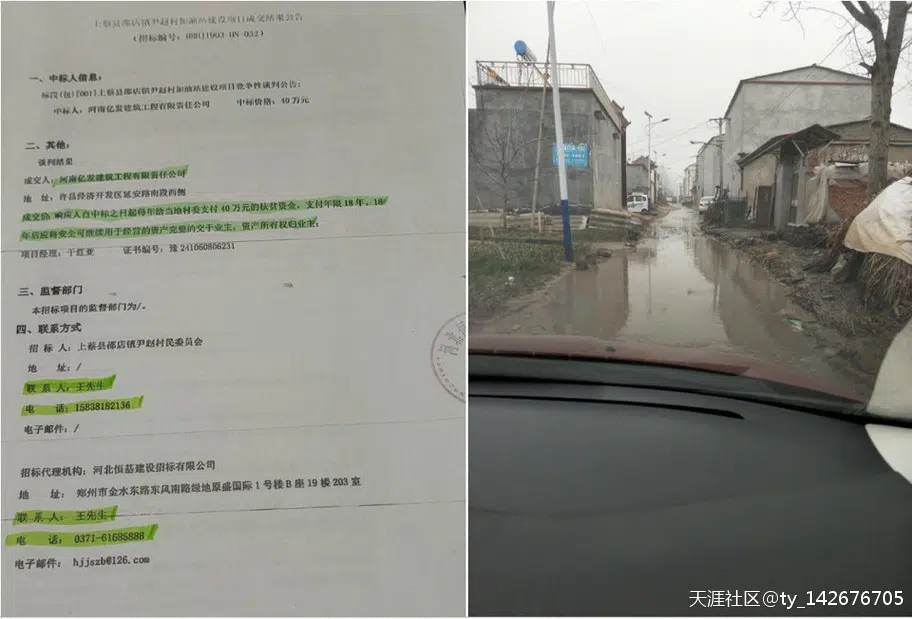 上蔡县邵店镇尹赵村加油站建设项目成交结果公告
一、中标人信息:
标段(包)[001]上蔡县邵店镇尹赵村加油站建设项目竞争性谈判公告:
中标人:河南亿发建筑工程有限责任公司 中标价格:40万元
二、其他:
谈判结果
成交人:河南亿发建筑工程有限责任公司
地 址:许昌经济开发区延安路南段西侧
成交价:响应人自中标之日起每年给当地村委支付40万元的扶贫资金,支付年限18年。18
年后应将安全可继续用于经营的资产完整的交于业主,资产所有权归业主;
项目经理:于红亚 证书编号:豫241060806231
三、监督部门
本招标项目的监督部门为/。
四、联系方式
招 标 人:上蔡县邵店镇尹赵村民委员会
地 址:/
联 系 人:王先生
电 话:15838182136
电子邮件:/
招标代理机构:河北恒基建设招标有限公司
地 址:郑州市金水东路东风南路绿地原盛国际1号楼B座19楼203室
联 系 人:王先生
电 话:0371-61685888
电子邮件:hjjszb@126.com
天涯社区@ty_142676705